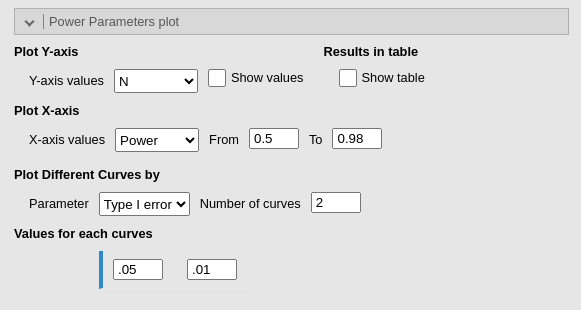 Power Parameters plot
Plot Y-axis Results in table
Y-axis values N Show values Show table
Plot X-axis
X-axis values Power From 0.5 To 0.98
Plot Different Curves by
Parameter Type I error Number of curves 2
Values for each curves
.05 .01